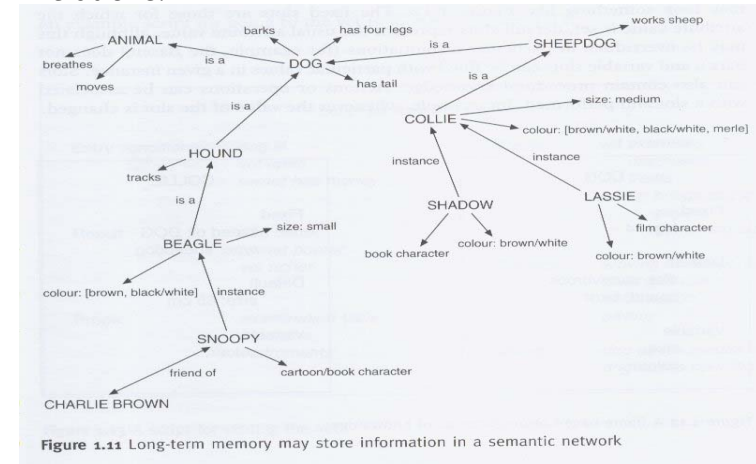 works sheep
barks
has four legs
ANIMAL
is a
SHEEPDOG
breathes
is a
DOG
moves
has tail
is a
is a
size: medium
COLLIE
colour: [brown/white, black/white, merle]
HOUND
tracks
instance
instance
is a
SHADOW
LASSIE
size: small
BEAGLE
film character
book character
colour: brown/white
colour: brown/white
colour: [brown, black/white]
instance
SNOOPY
friend of
cartoon/book character
CHARLIE BROWN
Figure 1.11 Long-term memory may store information in a semantic network